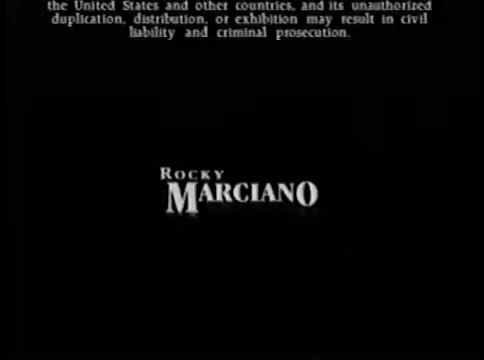 the United States and other countries, and its unauthorized
duplication, distribution, or exhibition may result in civil
liability and criminal prosecution.
ROCKY
MARCIANO